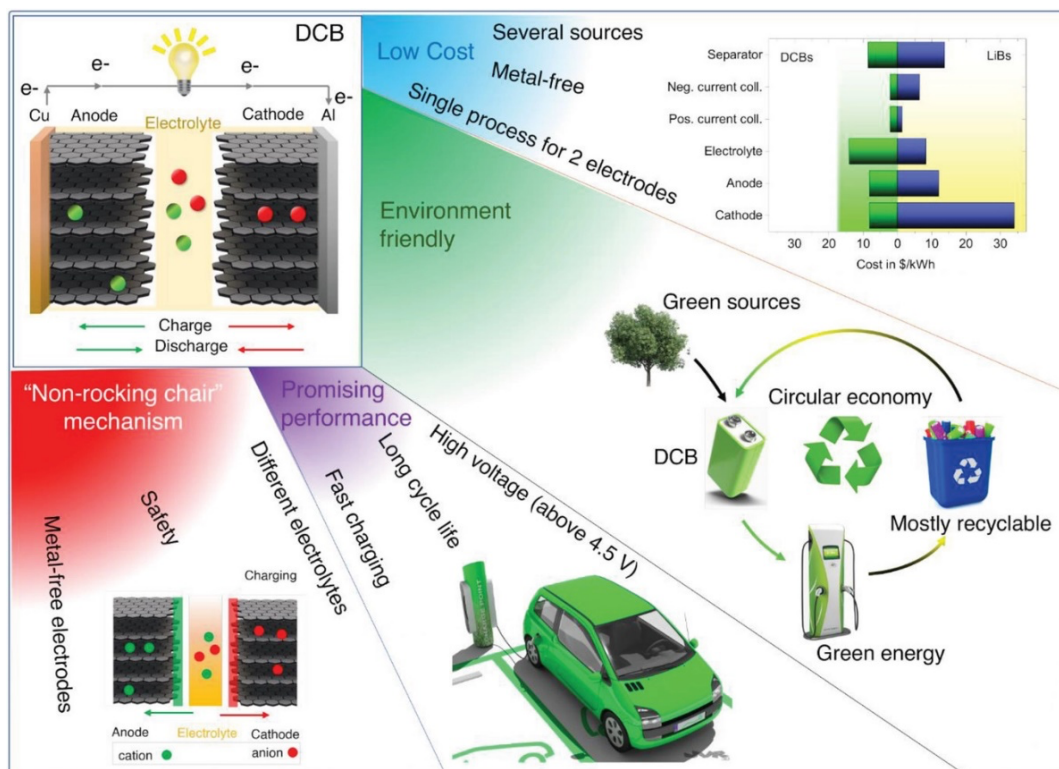 DCB
e-
e-
e-
e-
Cu
Anode
Electrolyte
Cathode
Al
Charge
Discharge
Low Cost
Several sources
Metal-free
Single process for 2 electrodes
DCBs
LiBs
Separator
Neg. current coll.
Pos. current coll.
Electrolyte
Anode
Cathode
30
20
10
0
10
20
30
Cost in $/kWh
Environment
friendly
Green sources
Circular economy
DCB
Mostly recyclable
Green energy
"Non-rocking chair"
mechanism
Safety
Metal-free electrodes
Charging
Anode
Electrolyte
Cathode
cation
anion
Promising
performance
Different electrolytes
Fast charging
Long cycle life
High voltage (above 4.5 V)